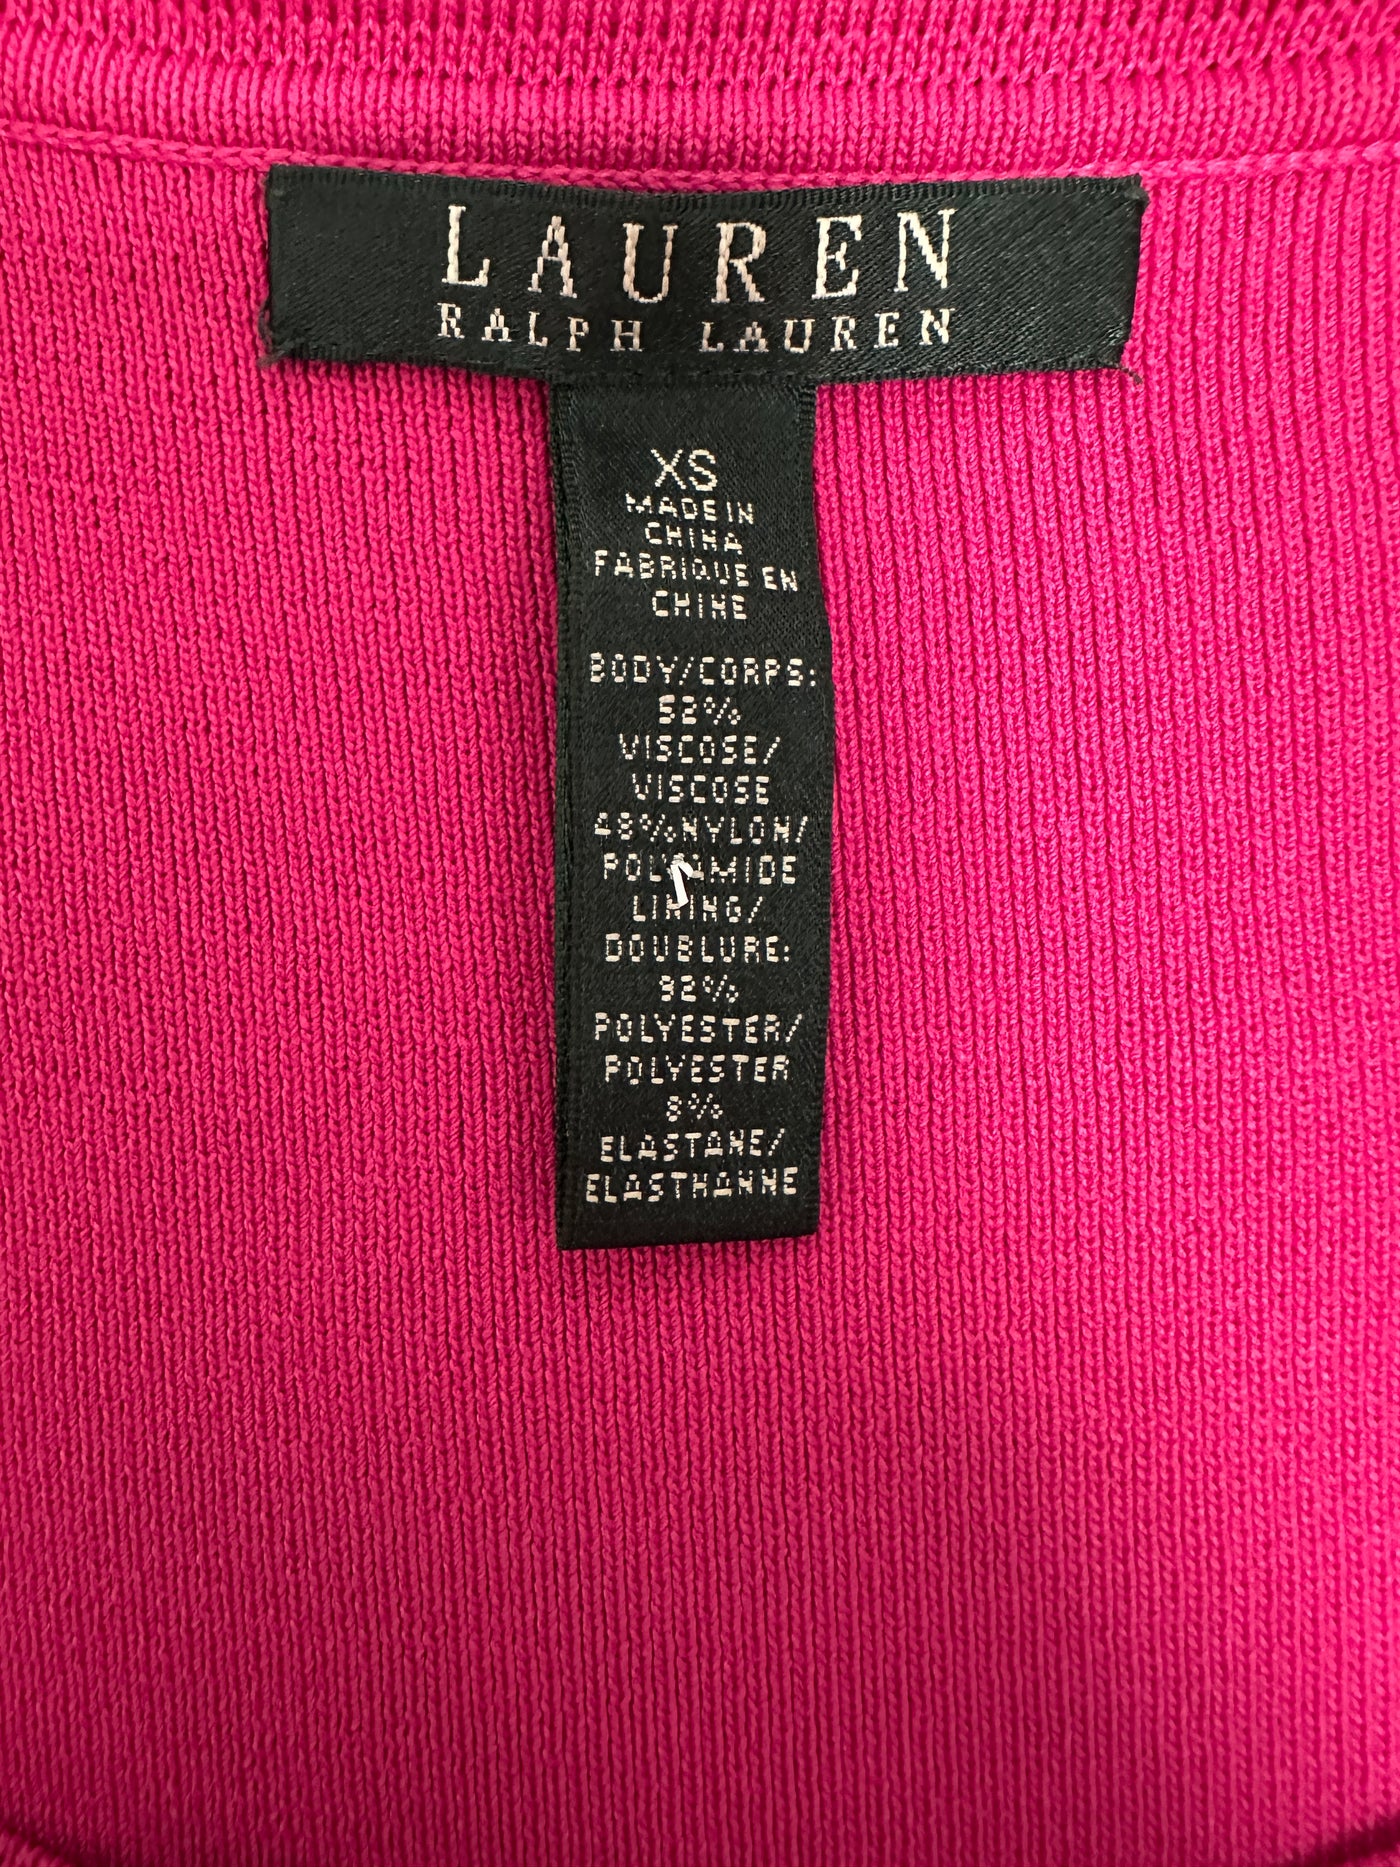 LAUREN
RALPH LAUREN
XS
MADE IN
CHINA
FABRIQUE EN
CHINE
BODY/CORPS:
52%
VISCOSE/
VISCOSE
48%NYLON/
POLYAMIDE
LINING/
DOUBLURE:
92%
POLYESTER/
POLYESTER
8%
ELASTANE/
ELASTHANNE